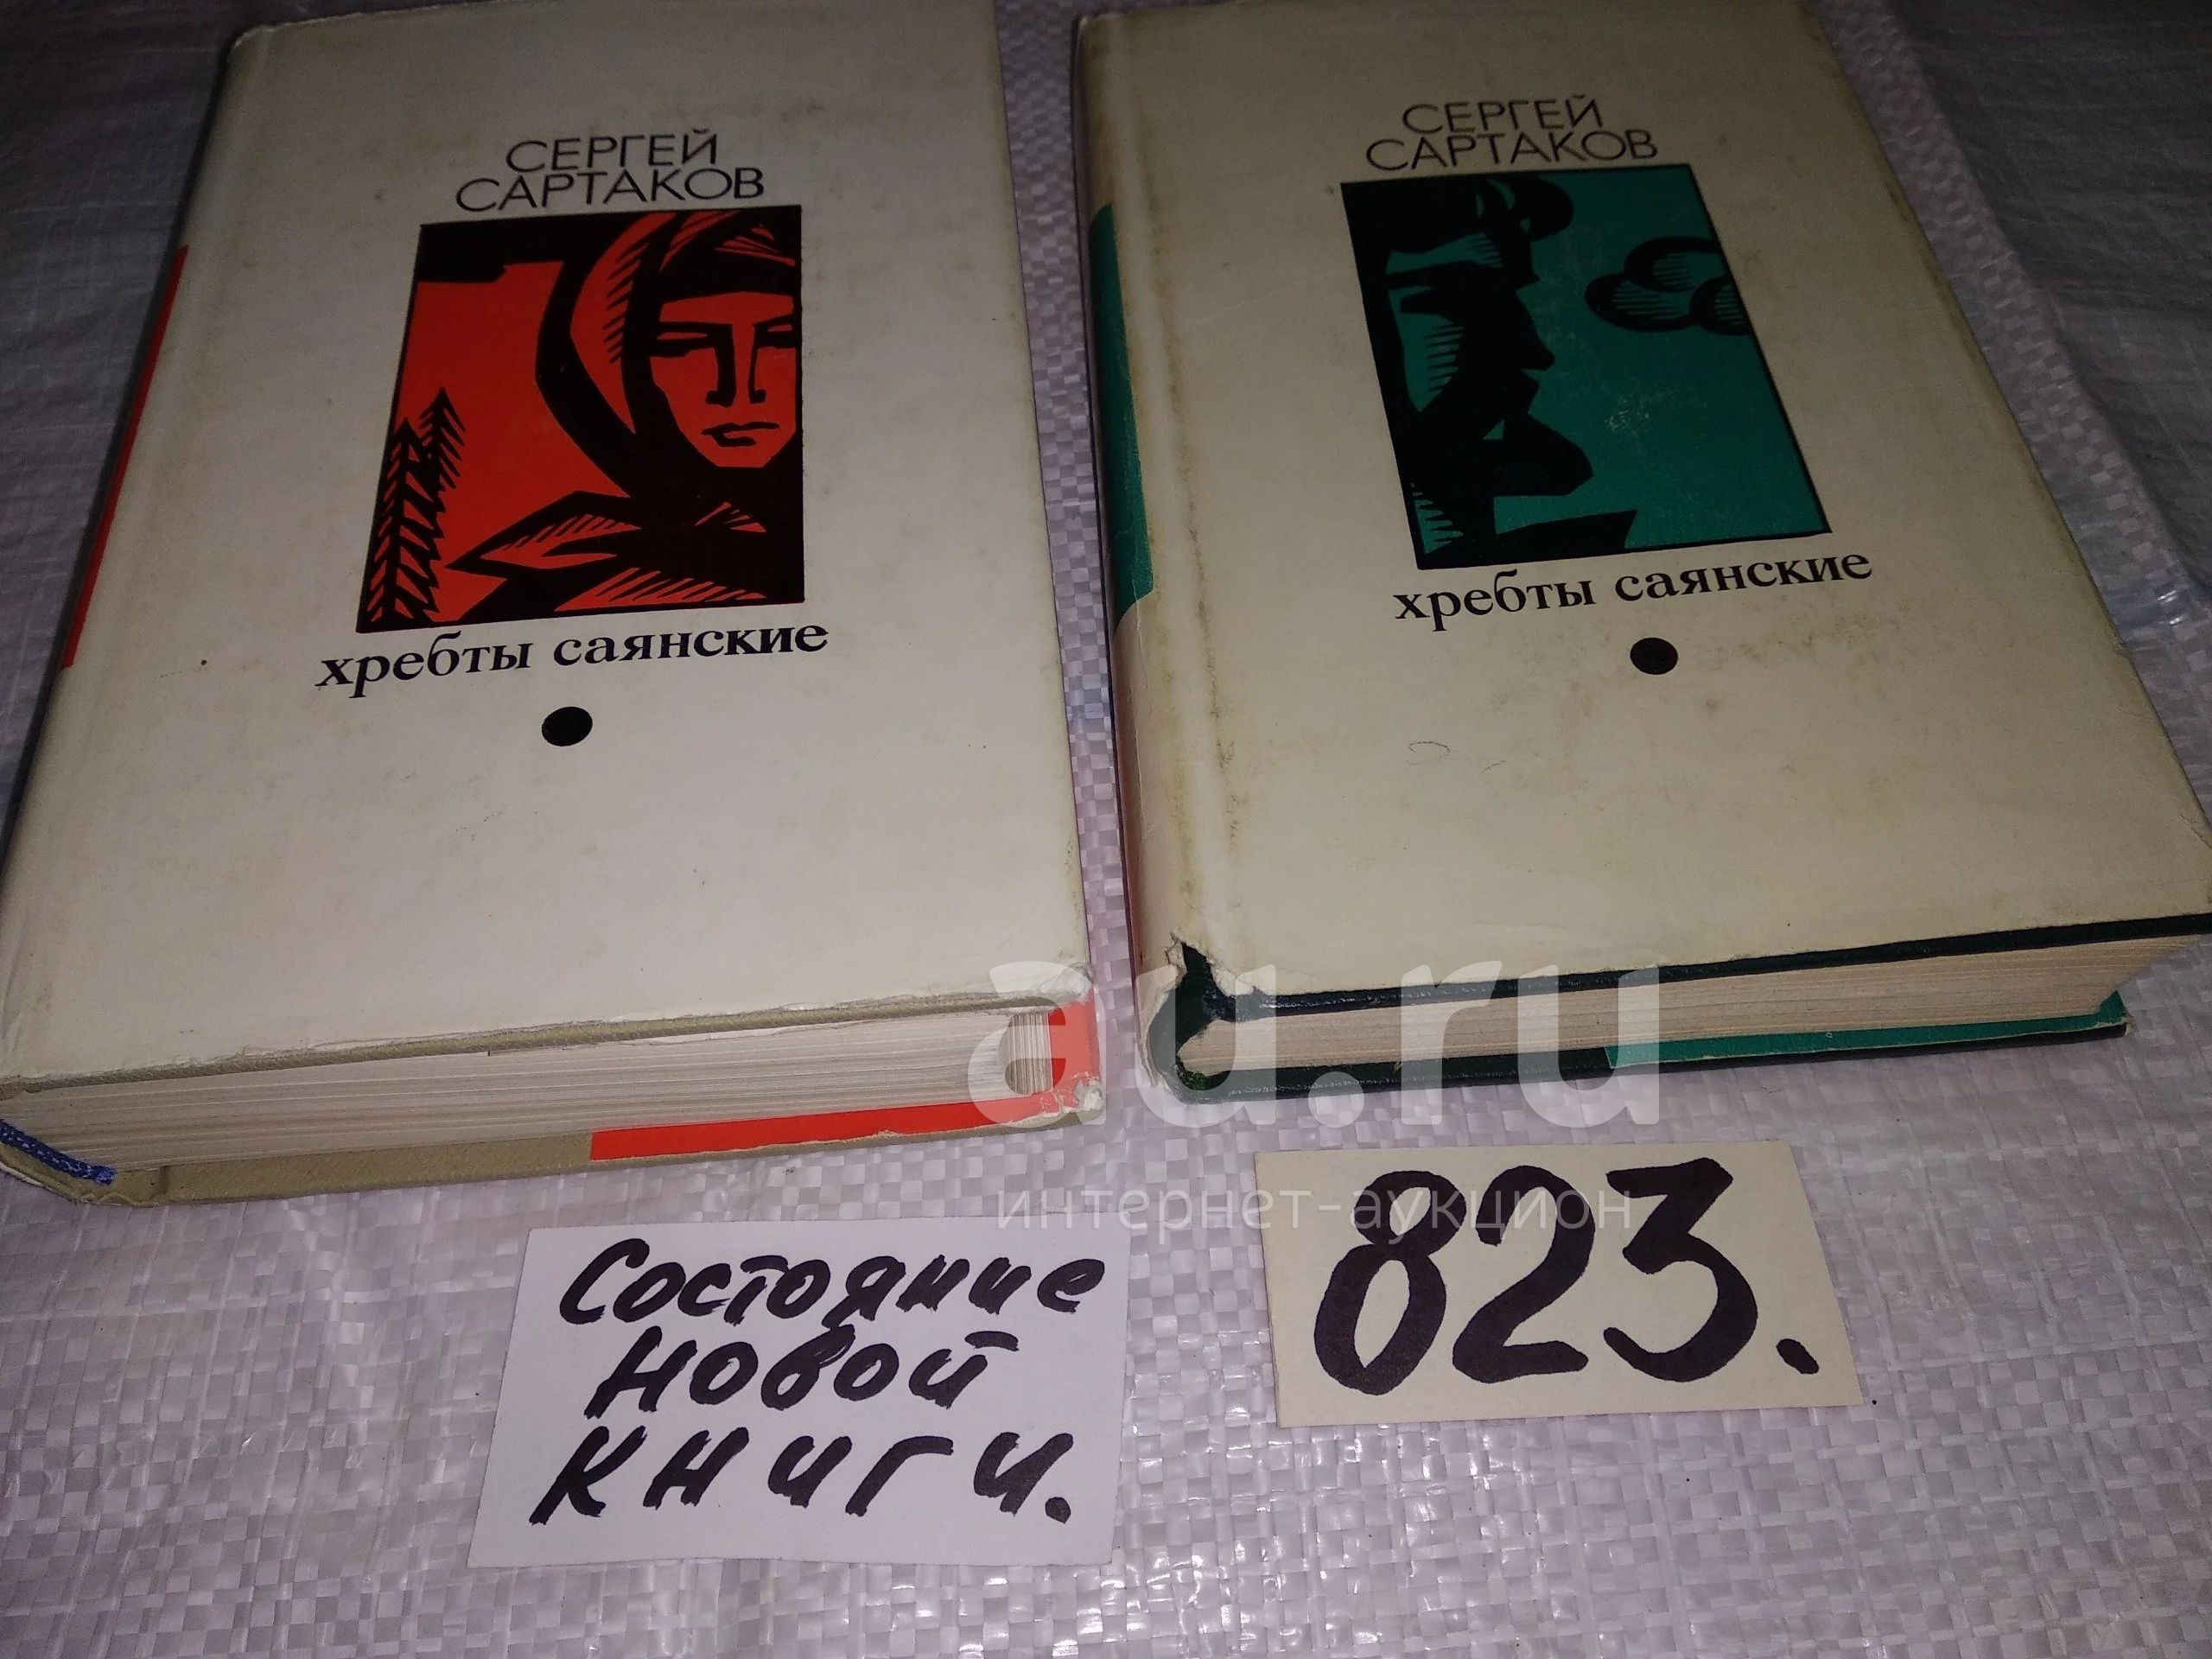 СЕРГЕЙ
САРТАКОВ
хребты саянские
СЕРГЕЙ
САРТАКОВ
хребты саянские
au.ru
интернет-аукцион
Состояние
новой
книги.
823.